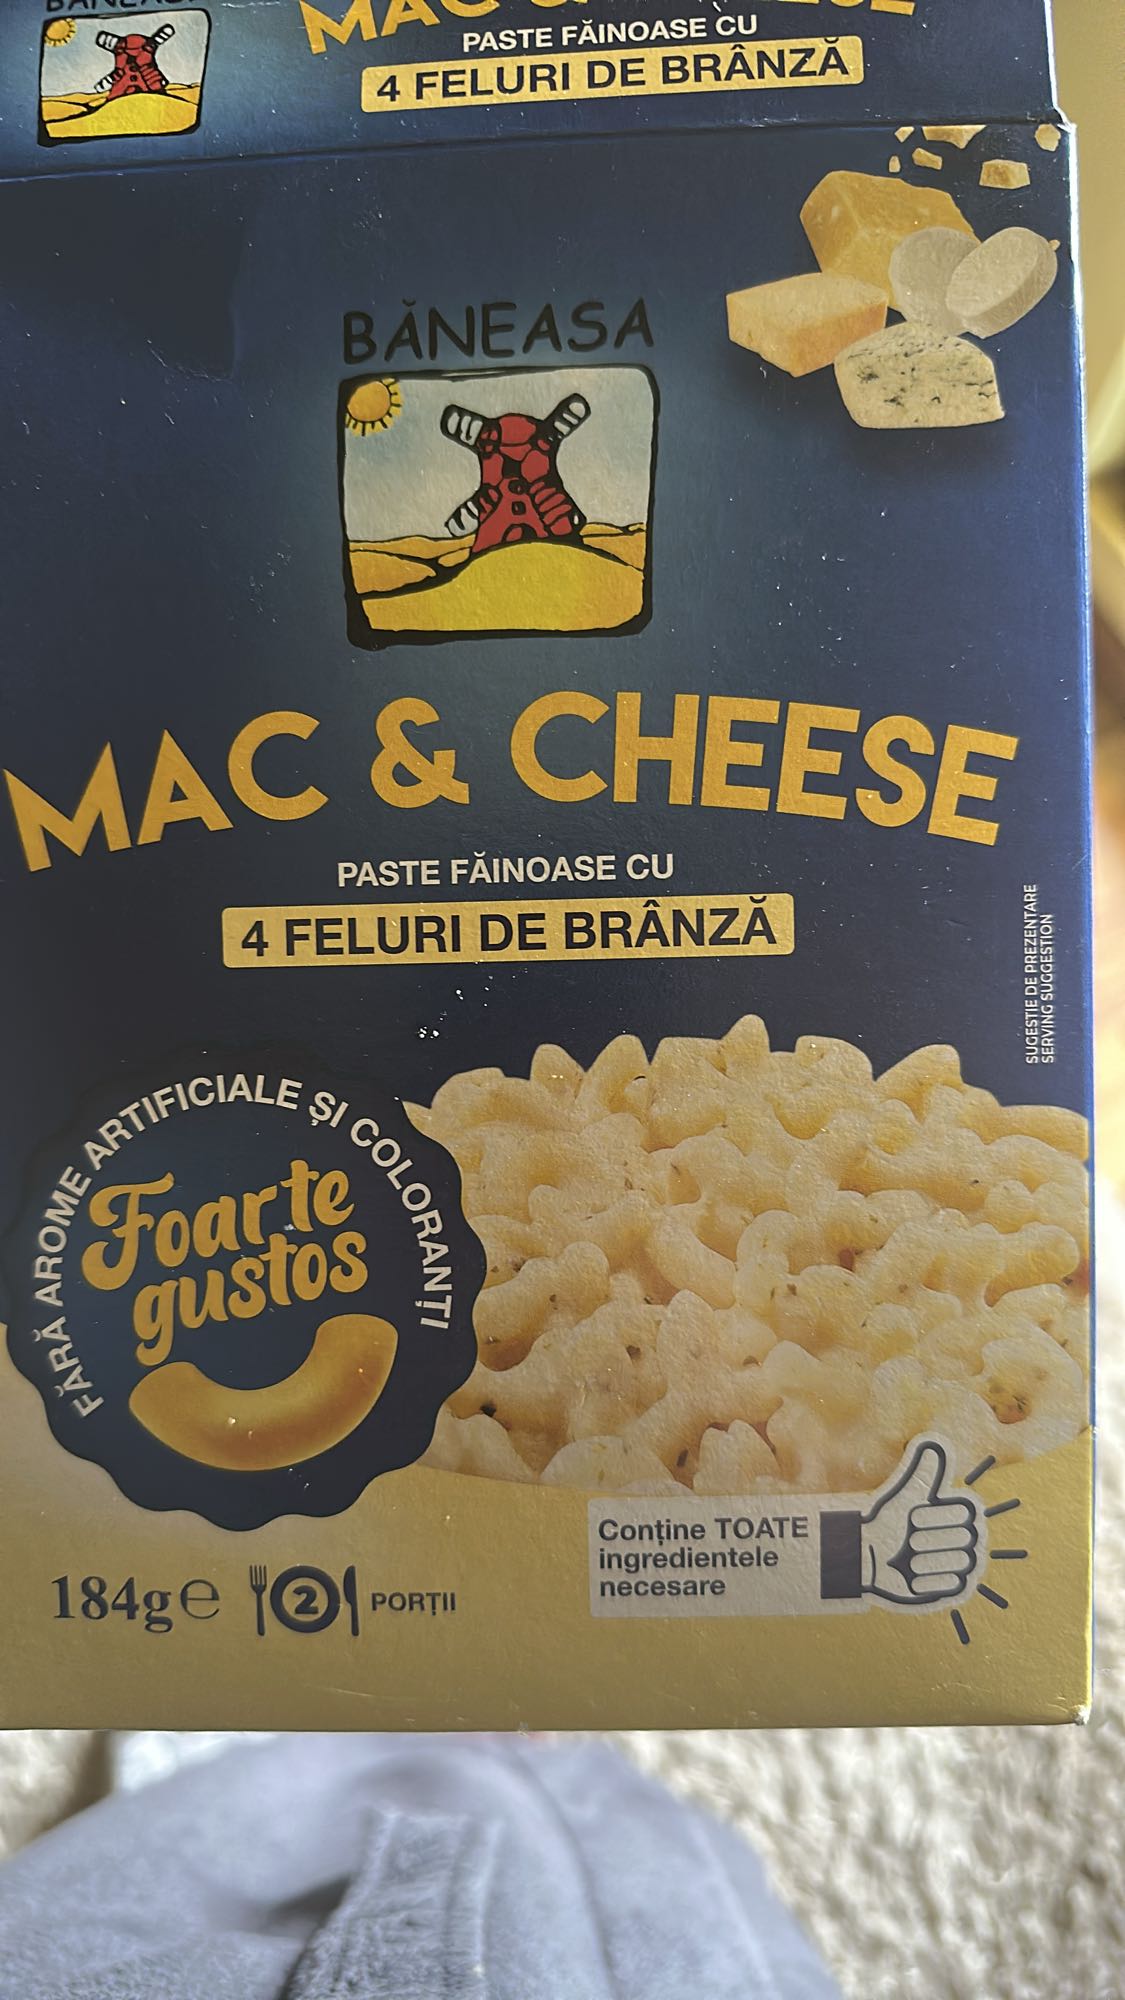 PASTE FĂINOASE CU
4 FELURI DE BRÂNZĂ
BĂNEASA
MAC & CHEESE
PASTE FĂINOASE CU
4 FELURI DE BRÂNZĂ
SUGESTIE DE PREZENTARE
SERVING SUGGESTION
FĂRĂ AROME ARTIFICIALE ȘI COLORANȚI
Foarte
gustos
Conține TOATE
ingredientele
necesare
184g℮
2
PORȚII